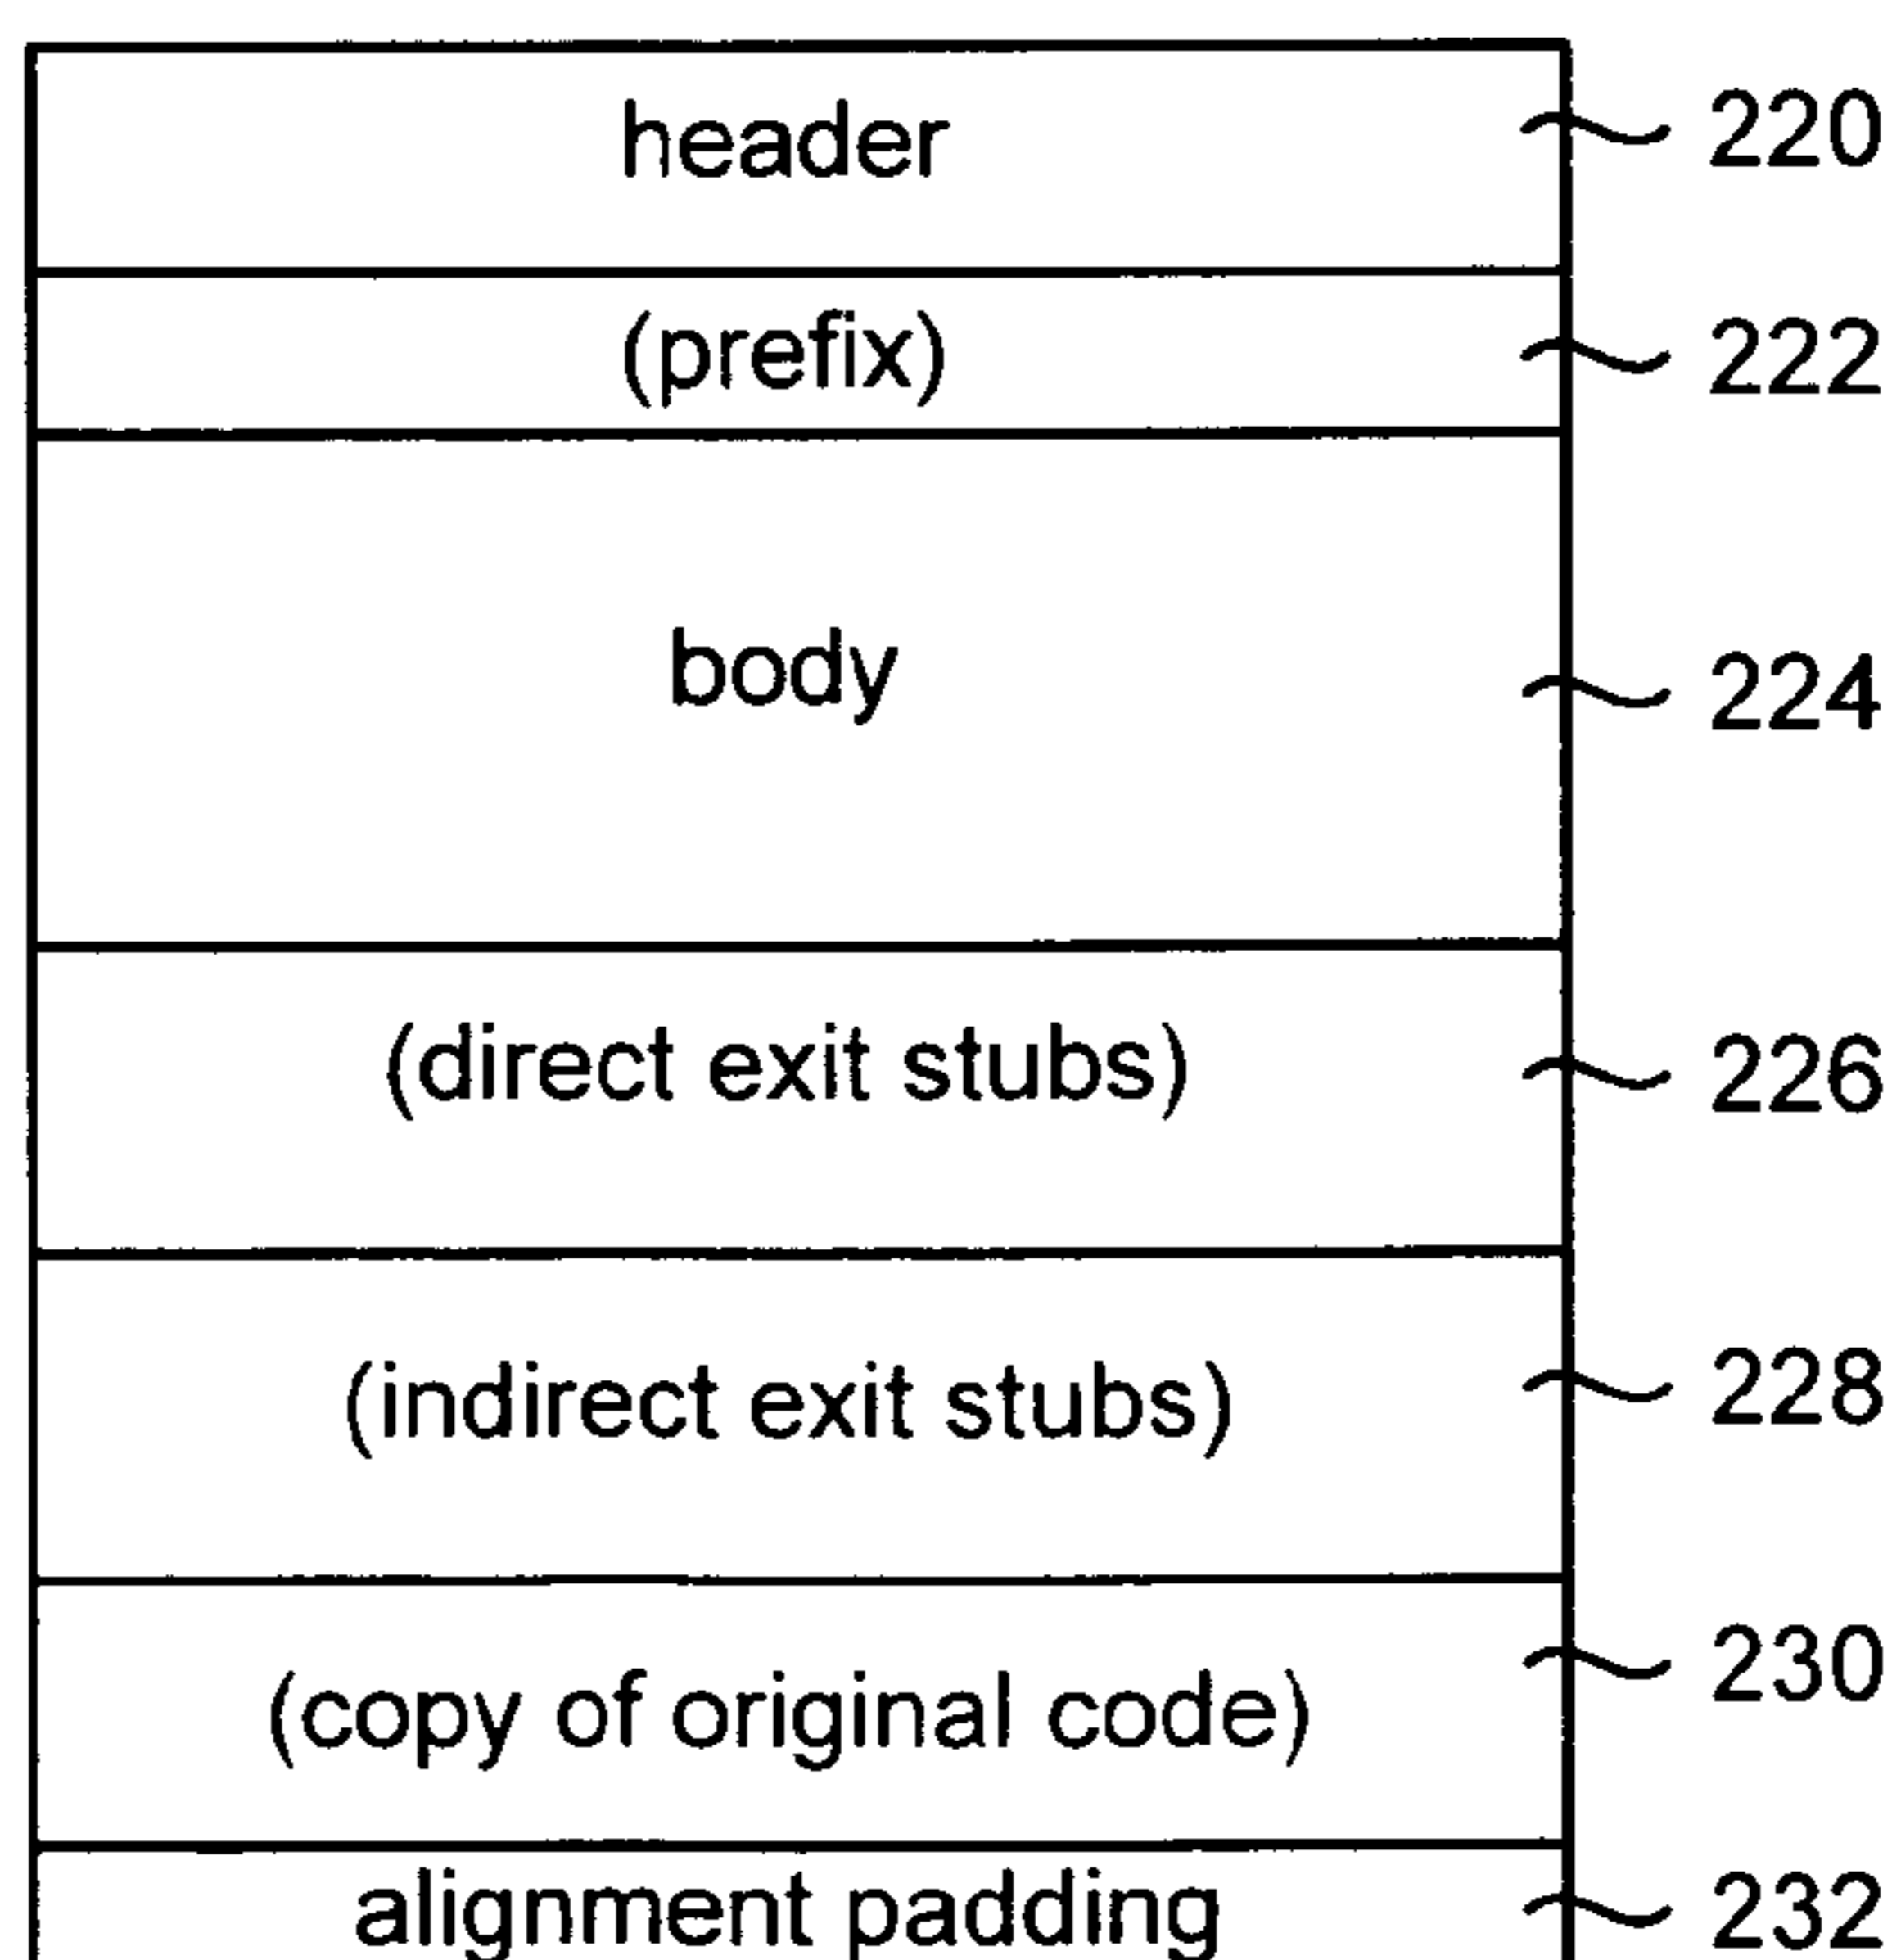 header 220
(prefix) 222
body 224
(direct exit stubs) 226
(indirect exit stubs) 228
(copy of original code) 230
alignment padding 232